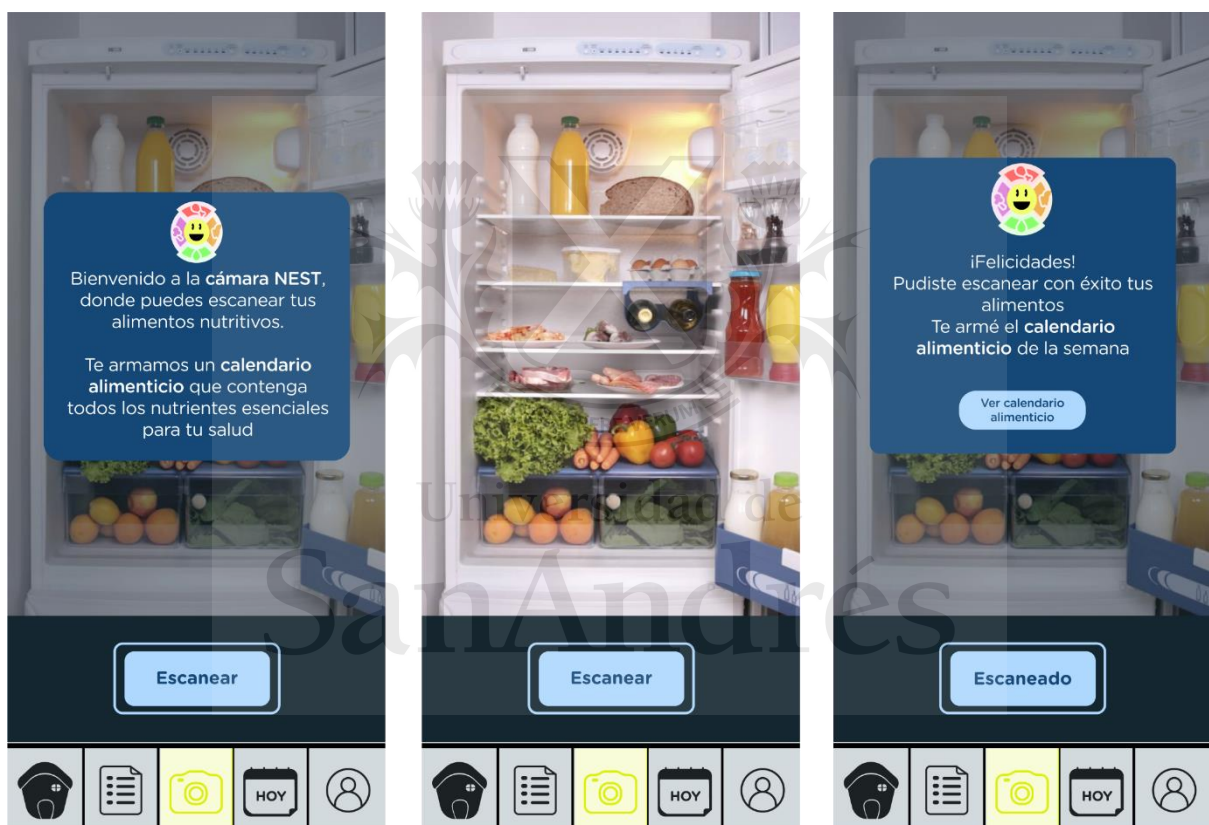 Bienvenido a la cámara NEST,
donde puedes escanear tus
alimentos nutritivos.
Te armamos un calendario
alimenticio que contenga
todos los nutrientes esenciales
para tu salud
Escanear
HOY
Escanear
HOY
¡Felicidades!
Pudiste escanear con éxito tus
alimentos
Te armé el calendario
alimenticio de la semana
Ver calendario
alimenticio
Escaneado
HOY
Universidad de
SanAndrés